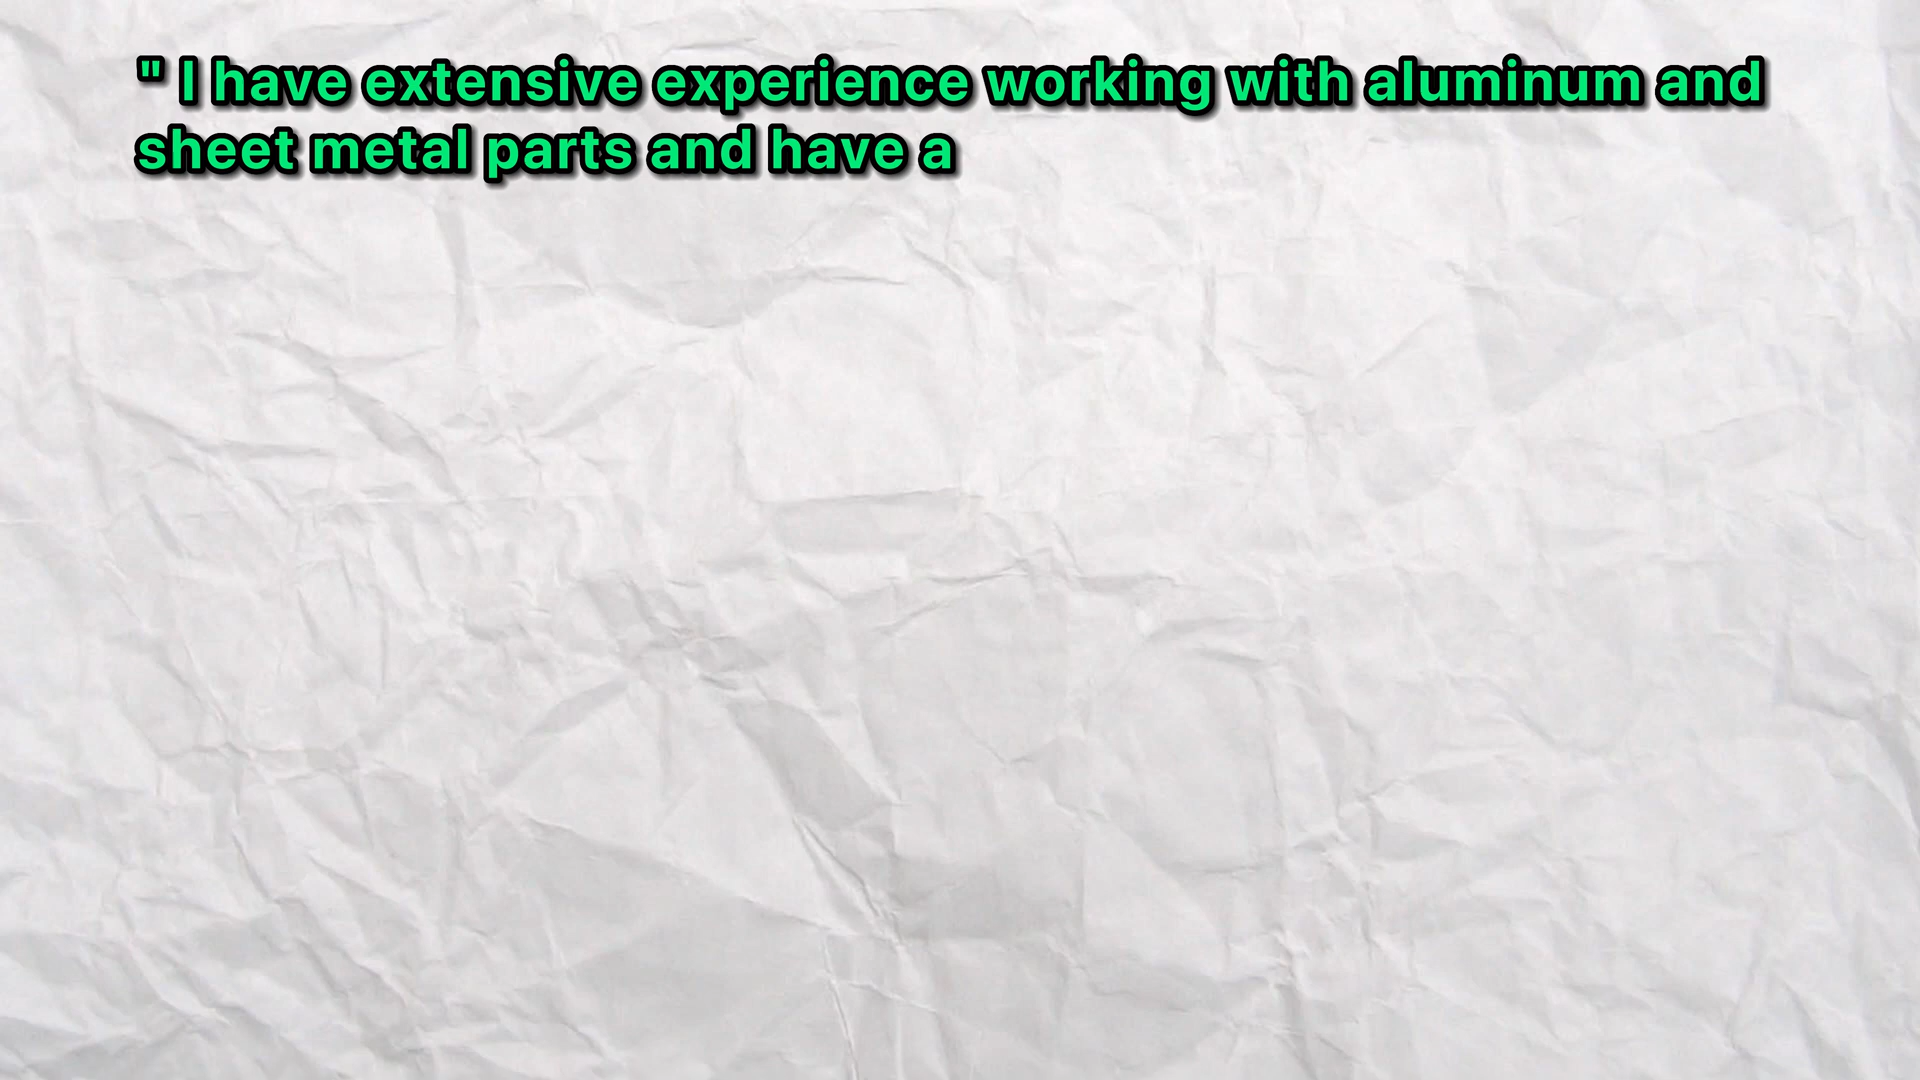 " I have extensive experience working with aluminum and
sheet metal parts and have a